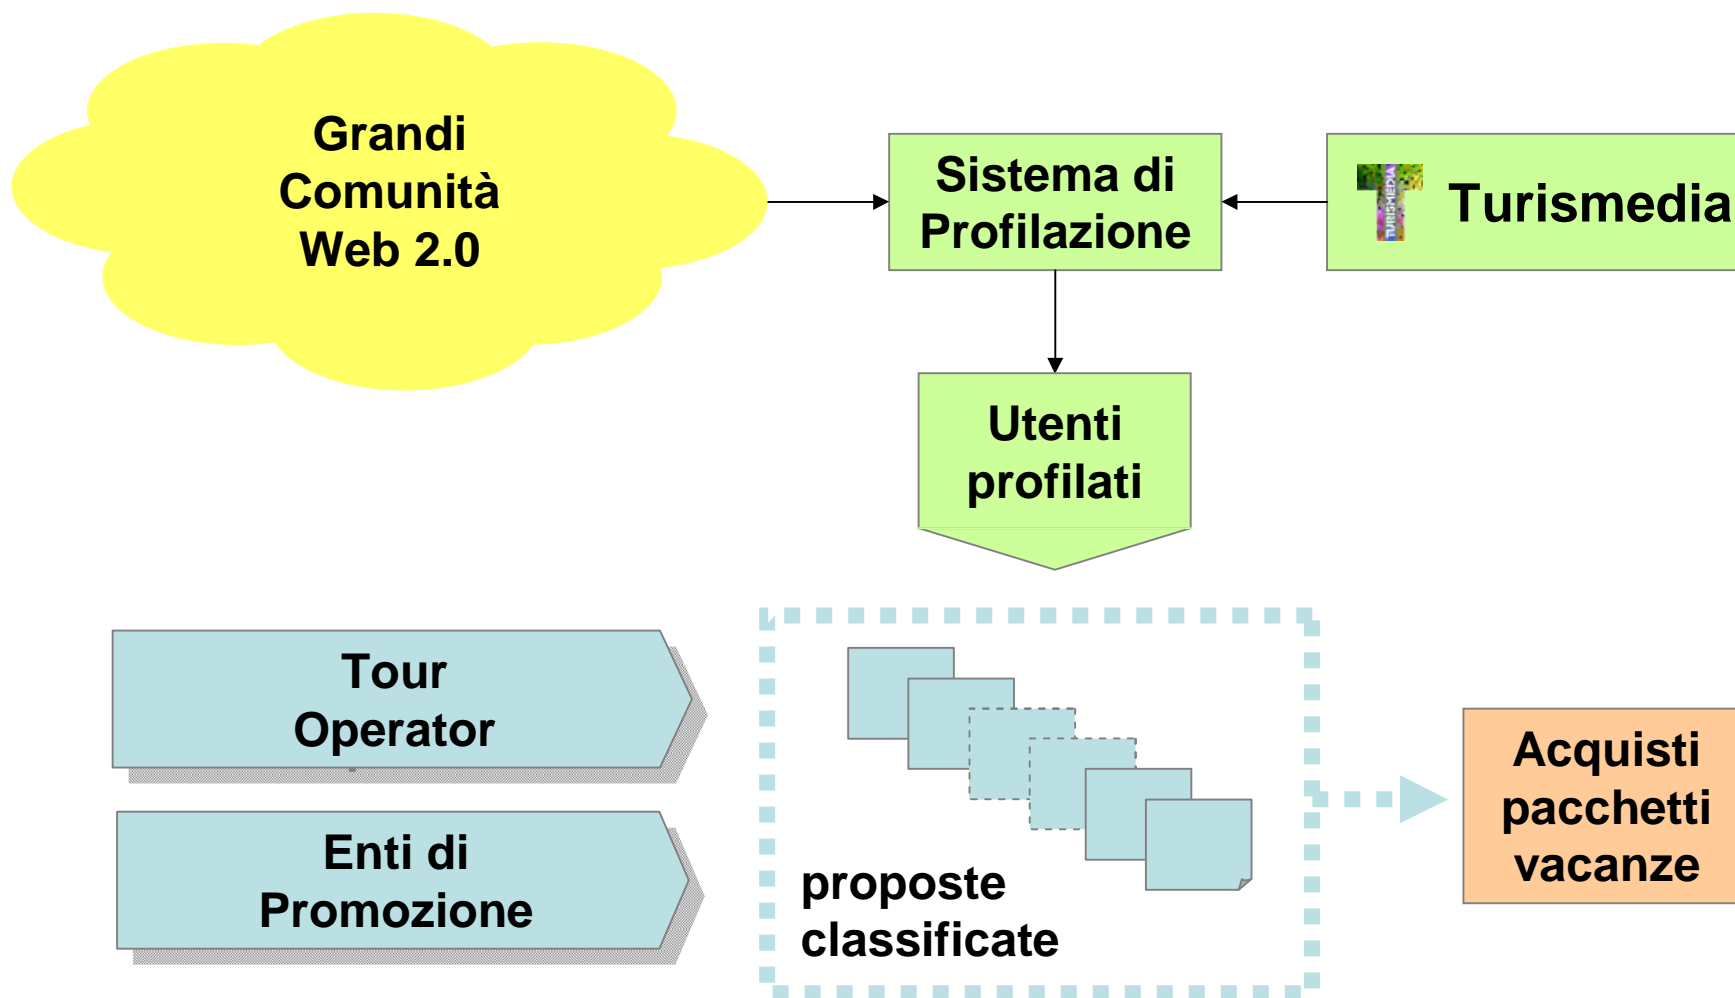 Grandi
Comunità
Web 2.0
Sistema di
Profilazione
TURISMEDIA
Turismedia
Utenti
profilati
Tour
Operator
Enti di
Promozione
proposte
classificate
Acquisti
pacchetti
vacanze